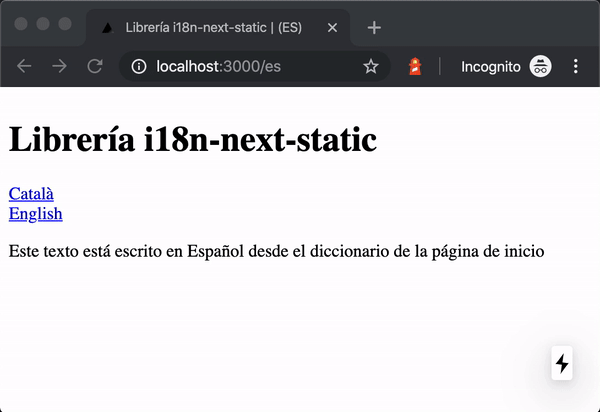 Librería i18n-next-static | (ES)
localhost:3000/es
Incognito
Librería i18n-next-static
Català
English
Este texto está escrito en Español desde el diccionario de la página de inicio